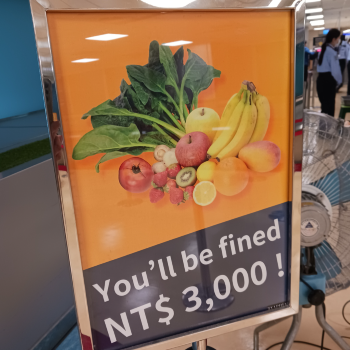 You'll be fined
NT$ 3,000 !